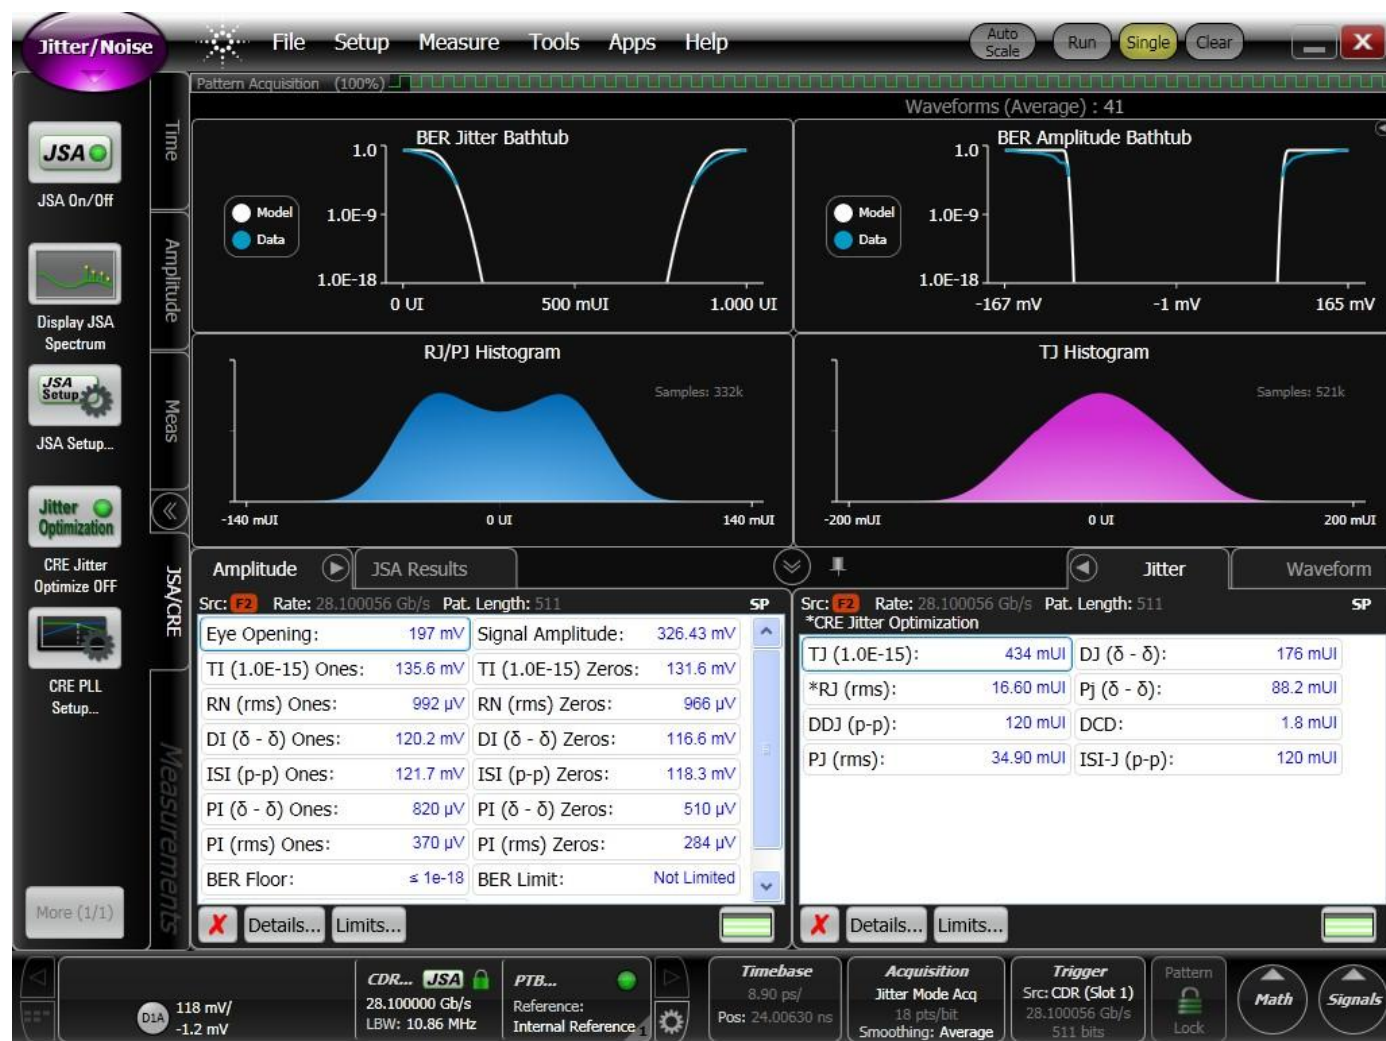 Jitter/Noise
File Setup Measure Tools Apps Help
Auto Scale
Run
Single
Clear
Pattern Acquisition (100%)
Waveforms (Average) : 41
JSA
JSA On/Off
Display JSA
Spectrum
JSA
Setup
JSA Setup...
Jitter
Optimization
CRE Jitter
Optimize OFF
CRE PLL
Setup...
More (1/1)
Time
Amplitude
Meas
JSA/CRE
Measurements
BER Jitter Bathtub
1.0
1.0E-9
1.0E-18
Model
Data
0 UI 500 mUI 1.000 UI
BER Amplitude Bathtub
1.0
1.0E-9
1.0E-18
Model
Data
-167 mV -1 mV 165 mV
RJ/PJ Histogram
Samples: 332k
-140 mUI 0 UI 140 mUI
TJ Histogram
Samples: 521k
-200 mUI 0 UI 200 mUI
Amplitude JSA Results
Src: F2 Rate: 28.100056 Gb/s Pat. Length: 511 SP
Eye Opening: 197 mV Signal Amplitude: 326.43 mV
TI (1.0E-15) Ones: 135.6 mV TI (1.0E-15) Zeros: 131.6 mV
RN (rms) Ones: 992 µV RN (rms) Zeros: 966 µV
DI (δ - δ) Ones: 120.2 mV DI (δ - δ) Zeros: 116.6 mV
ISI (p-p) Ones: 121.7 mV ISI (p-p) Zeros: 118.3 mV
PI (δ - δ) Ones: 820 µV PI (δ - δ) Zeros: 510 µV
PI (rms) Ones: 370 µV PI (rms) Zeros: 284 µV
BER Floor: ≤ 1e-18 BER Limit: Not Limited
Details... Limits...
Jitter Waveform
Src: F2 Rate: 28.100056 Gb/s Pat. Length: 511 SP
*CRE Jitter Optimization
TJ (1.0E-15): 434 mUI DJ (δ - δ): 176 mUI
*RJ (rms): 16.60 mUI Pj (δ - δ): 88.2 mUI
DDJ (p-p): 120 mUI DCD: 1.8 mUI
PJ (rms): 34.90 mUI ISI-J (p-p): 120 mUI
Details... Limits...
D1A
118 mV/
-1.2 mV
CDR... JSA
28.100000 Gb/s
LBW: 10.86 MHz
PTB...
Reference:
Internal Reference
1
Timebase
8.90 ps/
Pos: 24.00630 ns
Acquisition
Jitter Mode Acq
18 pts/bit
Smoothing: Average
Trigger
Src: CDR (Slot 1)
28.100056 Gb/s
511 bits
Pattern
Lock
Math
Signals